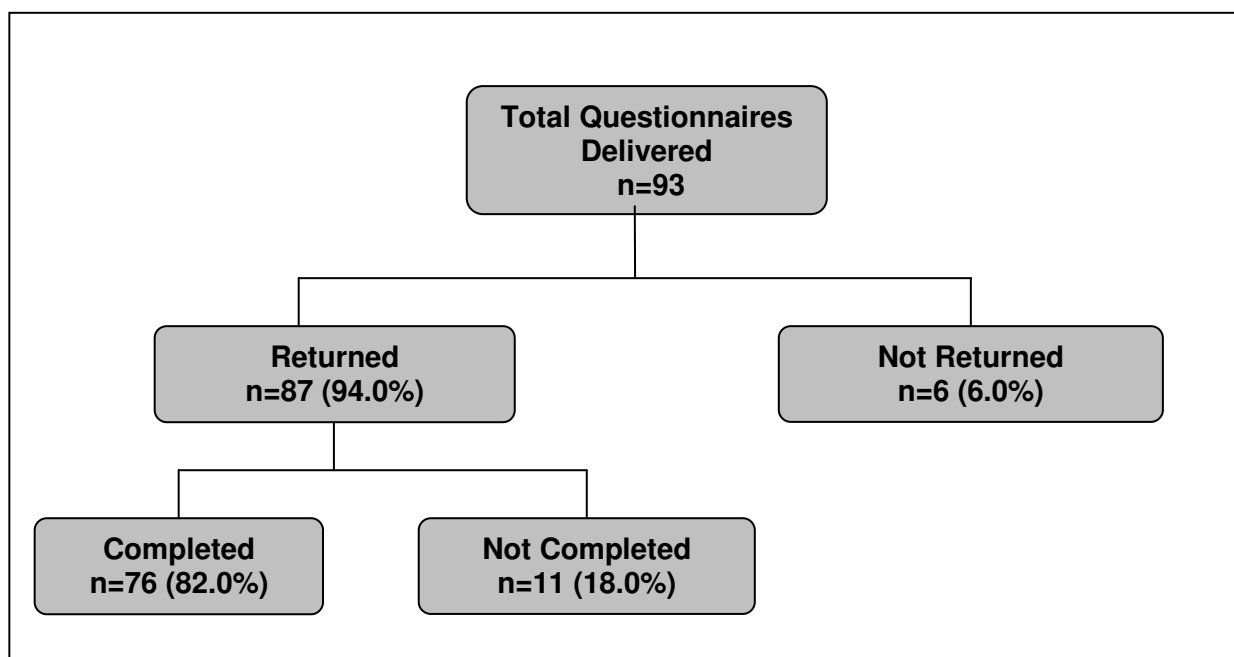 Total Questionnaires
Delivered
n=93
Returned
n=87 (94.0%)
Not Returned
n=6 (6.0%)
Completed
n=76 (82.0%)
Not Completed
n=11 (18.0%)